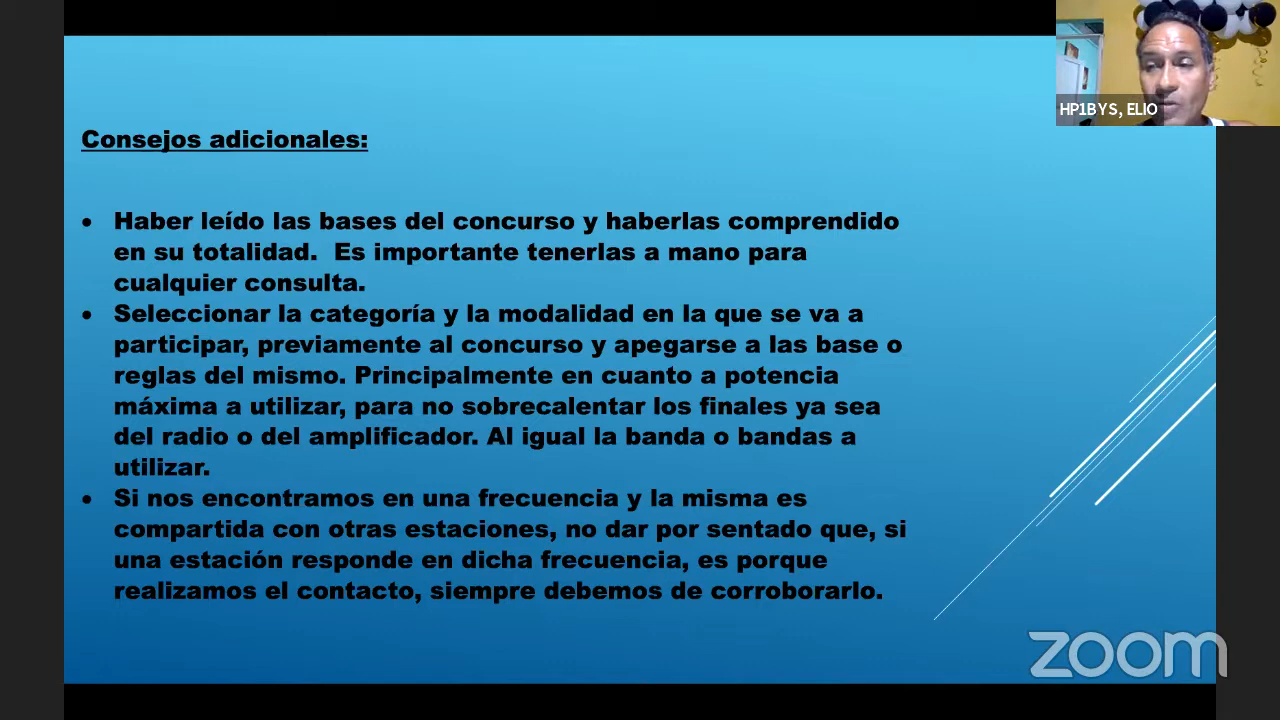 HP1BYS, ELIO
Consejos adicionales:
• Haber leído las bases del concurso y haberlas comprendido
en su totalidad.  Es importante tenerlas a mano para
cualquier consulta.
• Seleccionar la categoría y la modalidad en la que se va a
participar, previamente al concurso y apegarse a las base o
reglas del mismo. Principalmente en cuanto a potencia
máxima a utilizar, para no sobrecalentar los finales ya sea
del radio o del amplificador. Al igual la banda o bandas a
utilizar.
• Si nos encontramos en una frecuencia y la misma es
compartida con otras estaciones, no dar por sentado que, si
una estación responde en dicha frecuencia, es porque
realizamos el contacto, siempre debemos de corroborarlo.
zoom